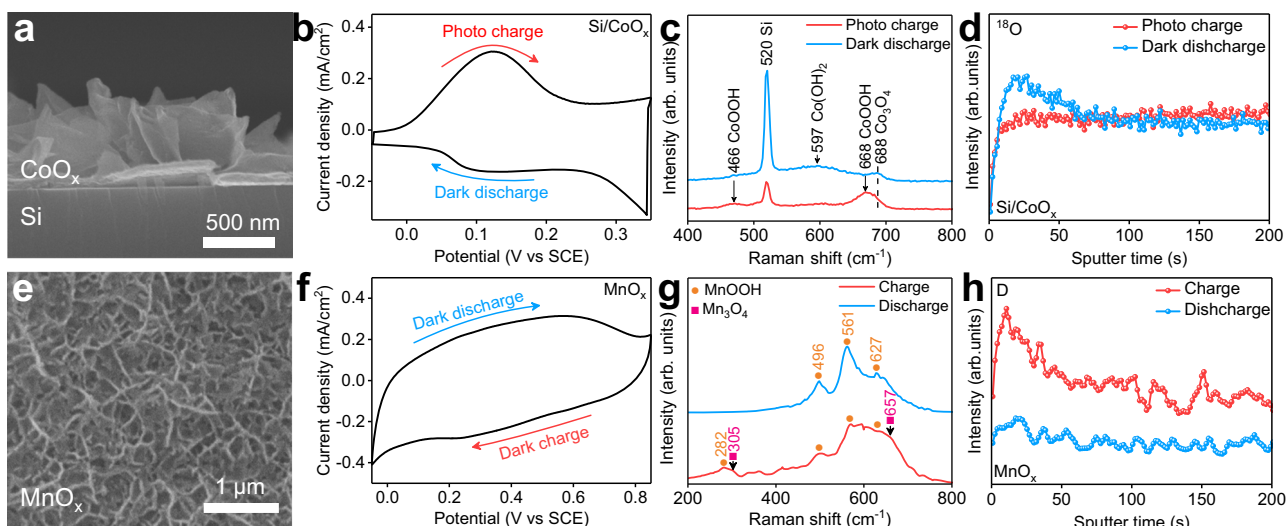 a
CoOx
Si
500 nm
b
Si/CoOx
Photo charge
Dark discharge
Current density (mA/cm2)
0.4
0.2
0.0
-0.2
0.0
0.1
0.2
0.3
Potential (V vs SCE)
c
Photo charge
Dark discharge
520 Si
466 CoOOH
597 Co(OH)2
668 CoOOH
688 Co3O4
Intensity (arb. units)
400
500
600
700
800
Raman shift (cm-1)
d
18O
Photo charge
Dark dishcharge
Intensity (arb. units)
Si/CoOx
0
50
100
150
200
Sputter time (s)
e
MnOx
1 μm
f
MnOx
Dark discharge
Dark charge
Current density (mA/cm2)
0.4
0.2
0.0
-0.2
-0.4
0.0
0.2
0.4
0.6
0.8
Potential (V vs SCE)
g
MnOOH
Mn3O4
Charge
Discharge
496
561
627
282
305
657
Intensity (arb. units)
200
400
600
800
Raman shift (cm-1)
h
D
Charge
Dishcharge
Intensity (arb.units)
MnOx
0
50
100
150
200
Sputter time (s)